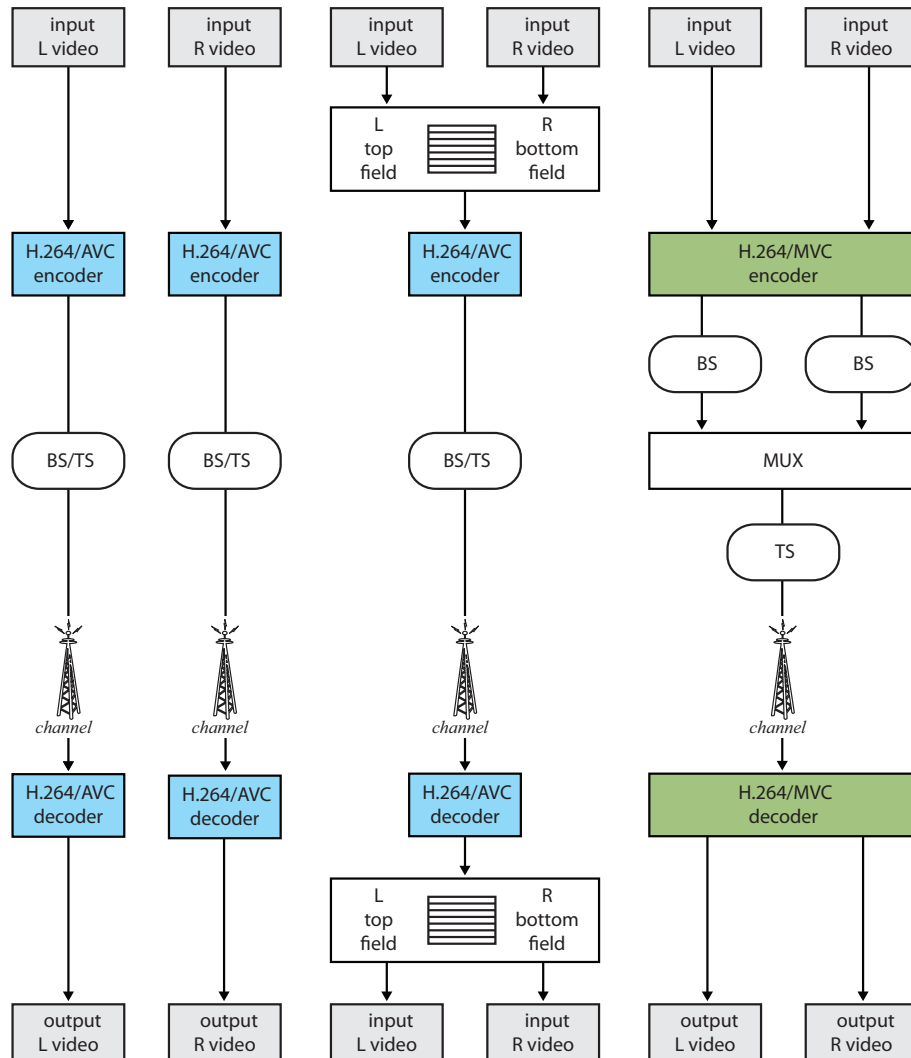 input
L video
input
R video
input
L video
input
R video
input
L video
input
R video
L
top
field
R
bottom
field
H.264/AVC
encoder
H.264/AVC
encoder
H.264/AVC
encoder
H.264/MVC
encoder
BS
BS
BS/TS
BS/TS
BS/TS
MUX
TS
channel
channel
channel
channel
H.264/AVC
decoder
H.264/AVC
decoder
H.264/AVC
decoder
H.264/MVC
decoder
L
top
field
R
bottom
field
output
L video
output
R video
input
L video
input
R video
output
L video
output
R video